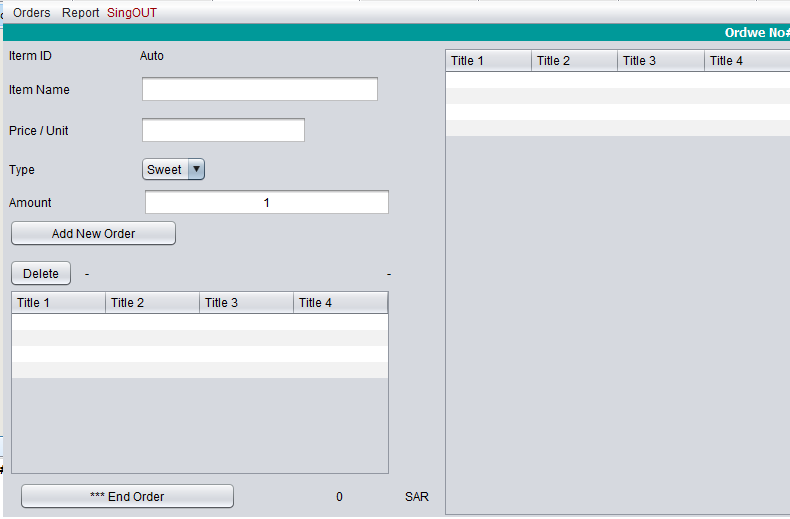 Orders Report SingOUT
Ordwe No#
Iterm ID Auto
Item Name
Price / Unit
Type Sweet
Amount 1
Add New Order
Delete - -
Title 1 Title 2 Title 3 Title 4
*** End Order 0 SAR
Title 1 Title 2 Title 3 Title 4